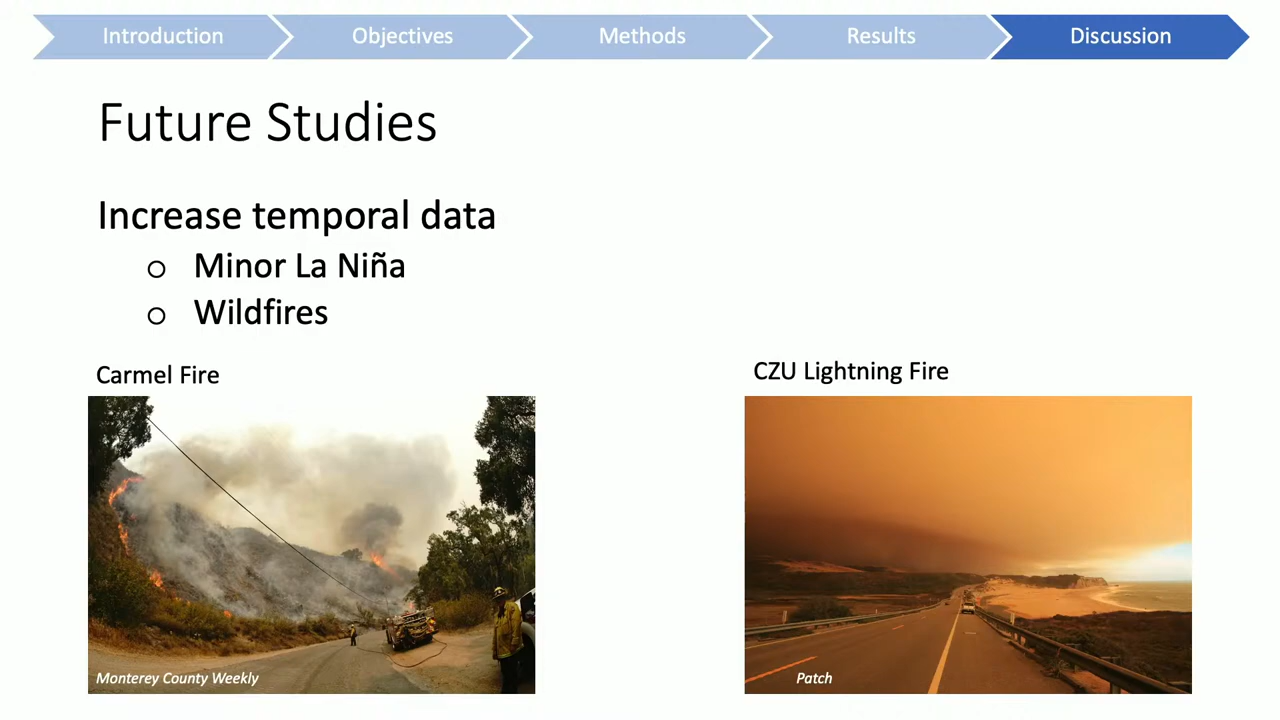 Introduction
Objectives
Methods
Results
Discussion
Future Studies
Increase temporal data
o Minor La Niña
o Wildfires
Carmel Fire
CZU Lightning Fire
Monterey County Weekly
Patch